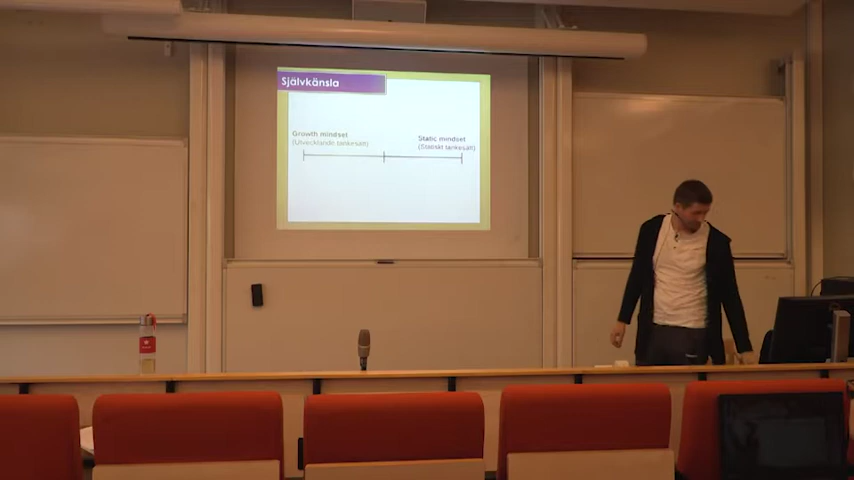 Självkänsla
Growth mindset
Static mindset
(Utvecklande tankesätt)
(Statiskt tankesätt)